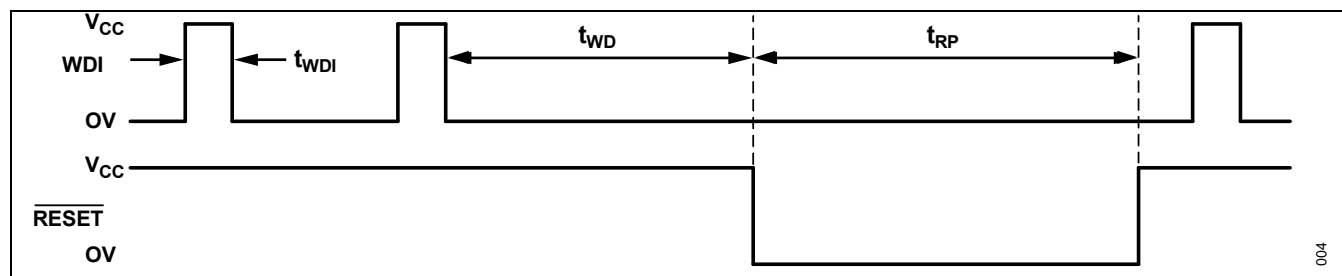 VCC
WDI
tWDI
tWD
tRP
OV
VCC
RESET
OV
004